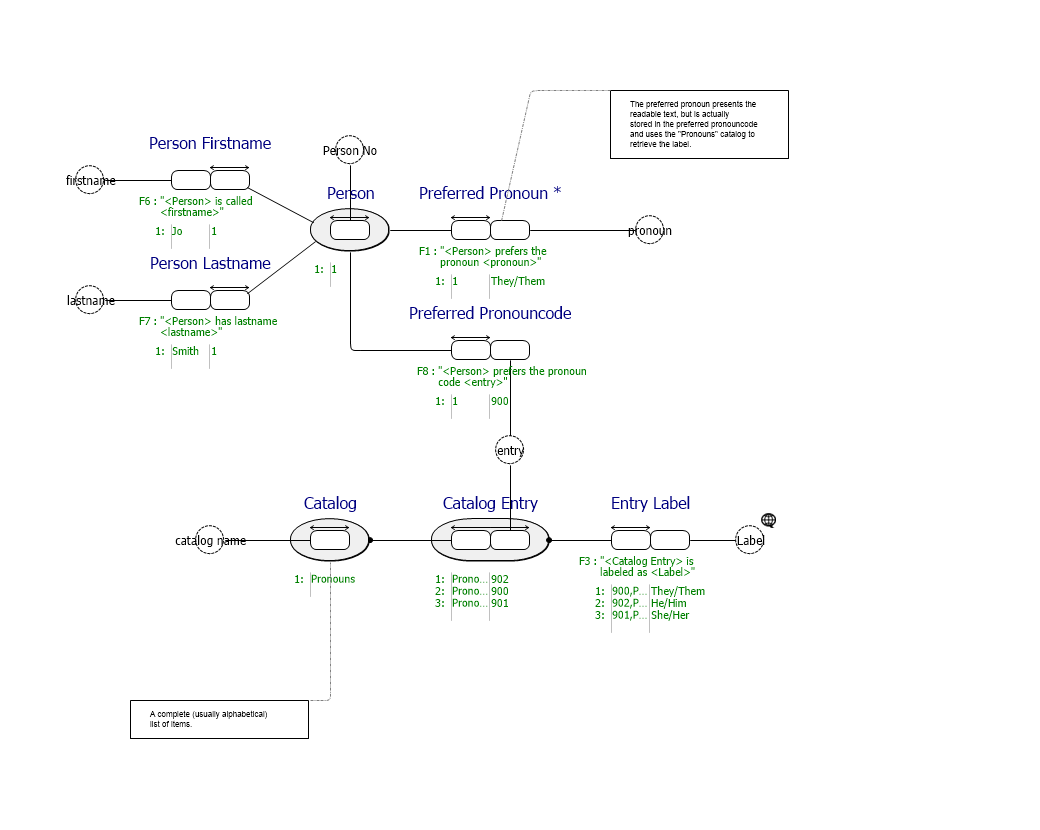 The preferred pronoun presents the
readable text, but is actually
stored in the preferred pronouncode
and uses the "Pronouns" catalog to
retrieve the label.
Person Firstname
Person No
firstname
Person
Preferred Pronoun *
F6 : "<Person> is called
<firstname>"
1: Jo 1
pronoun
F1 : "<Person> prefers the
pronoun <pronoun>"
1: 1
1: 1 They/Them
Person Lastname
lastname
F7 : "<Person> has lastname
<lastname>"
1: Smith 1
Preferred Pronouncode
F8 : "<Person> prefers the pronoun
code <entry>"
1: 1 900
entry
Catalog
Catalog Entry
Entry Label
catalog name
Label
F3 : "<Catalog Entry> is
labeled as <Label>"
1: Pronouns
1: Prono... 902
2: Prono... 900
3: Prono... 901
1: 900,P... They/Them
2: 902,P... He/Him
3: 901,P... She/Her
A complete (usually alphabetical)
list of items.